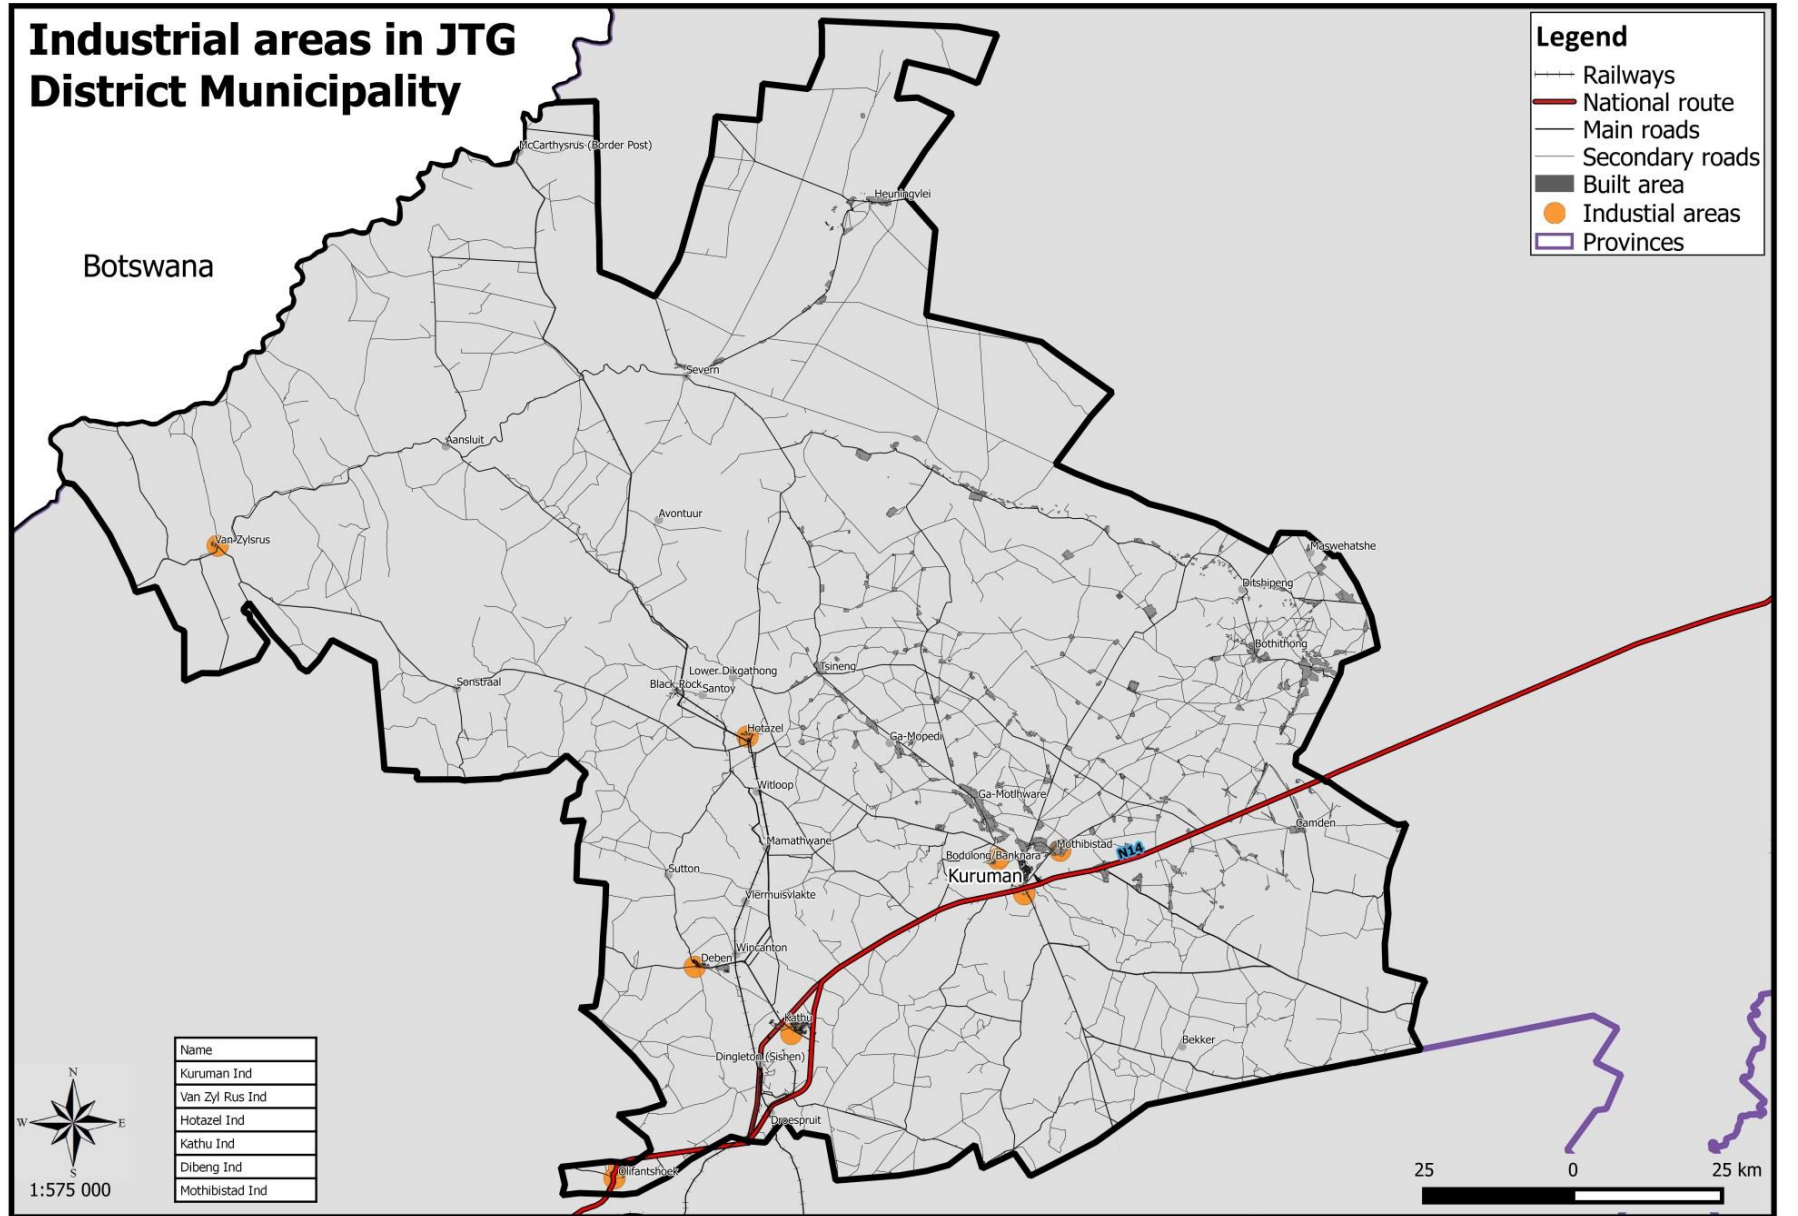 Industrial areas in JTG
District Municipality
Legend
Railways
National route
Main roads
Secondary roads
Built area
Industial areas
Provinces
Botswana
McCarthysrus (Border Post)
Heuningvlei
Severn
Aansluit
Avontuur
Van Zylsrus
Maswehatshe
Ditshipeng
Bothithong
Tsineng
Lower Dikgathong
Black Rock
Santoy
Sonstraal
Hotazel
Ga-Mopedi
Witloop
Ga-Motlhware
Camden
Mamathwane
Mothibistad
N14
Bodulong/Banknara
Kuruman
Sutton
Vlermuisvlakte
Wincanton
Deben
Kathu
Dingleton (Sishen)
Bekker
Droespruit
Olifantshoek
Name
Kuruman Ind
Van Zyl Rus Ind
Hotazel Ind
Kathu Ind
Dibeng Ind
Mothibistad Ind
N
W
E
S
1:575 000
25 0 25 km